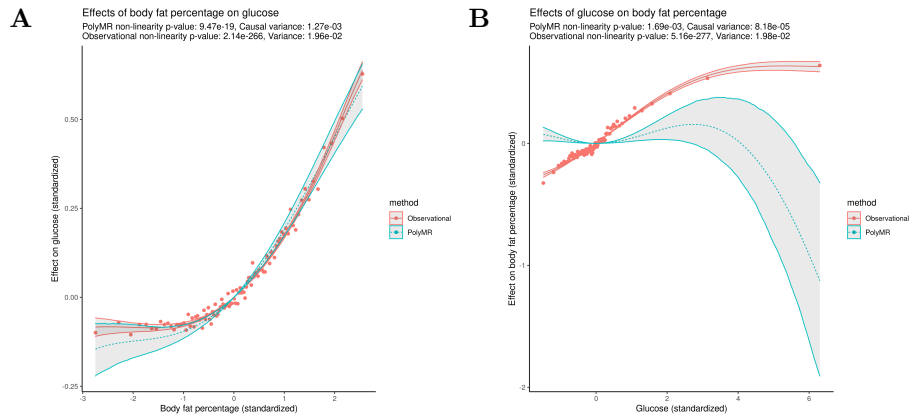 A
Effects of body fat percentage on glucose
PolyMR non-linearity p-value: 9.47e-19, Causal variance: 1.27e-03
Observational non-linearity p-value: 2.14e-266, Variance: 1.96e-02
Effect on glucose (standardized)
0.50
0.25
0.00
-0.25
-3
-2
-1
0
1
2
Body fat percentage (standardized)
method
Observational
PolyMR
B
Effects of glucose on body fat percentage
PolyMR non-linearity p-value: 1.69e-03, Causal variance: 8.18e-05
Observational non-linearity p-value: 5.16e-277, Variance: 1.98e-02
Effect on body fat percentage (standardized)
0
-1
-2
0
2
4
6
Glucose (standardized)
method
Observational
PolyMR